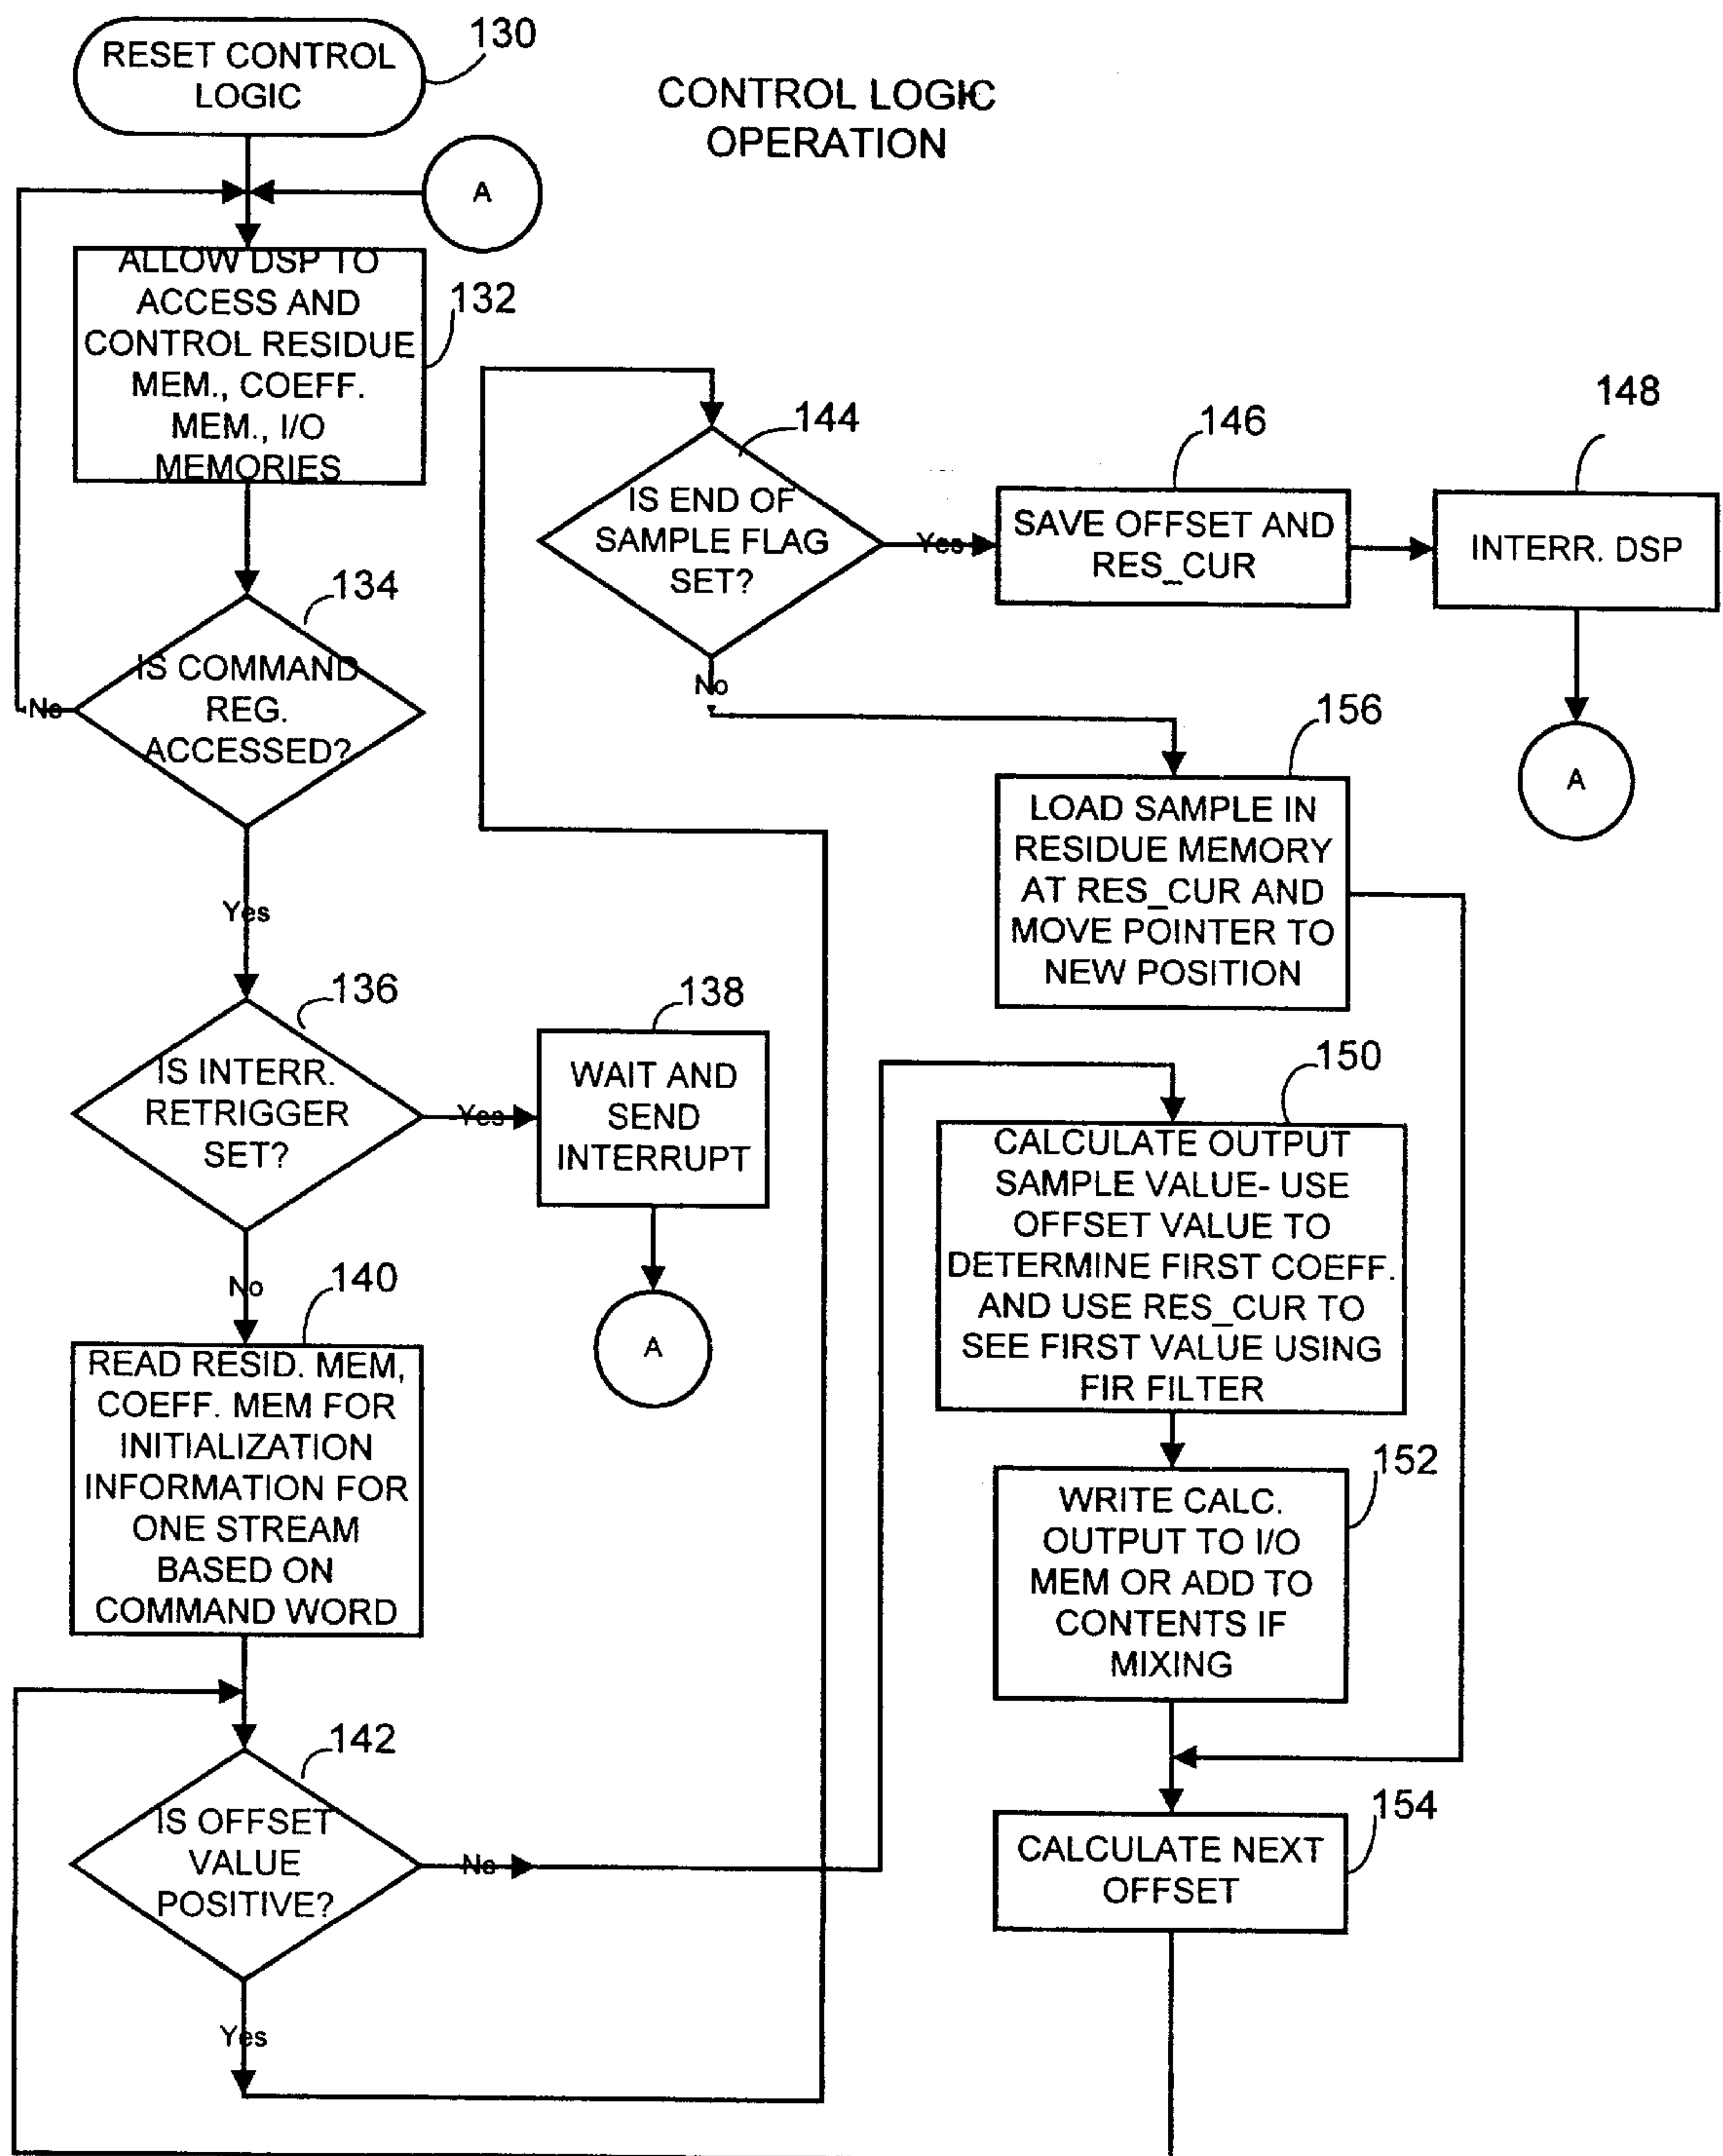 RESET CONTROL
LOGIC
130
CONTROL LOGIC
OPERATION
A
ALLOW DSP TO
ACCESS AND
CONTROL RESIDUE
MEM., COEFF.
MEM., I/O
MEMORIES
132
IS COMMAND
REG.
ACCESSED?
134
No
Yes
IS INTERR.
RETRIGGER
SET?
136
Yes
WAIT AND
SEND
INTERRUPT
138
A
No
READ RESID. MEM,
COEFF. MEM FOR
INITIALIZATION
INFORMATION FOR
ONE STREAM
BASED ON
COMMAND WORD
140
IS OFFSET
VALUE
POSITIVE?
142
No
Yes
IS END OF
SAMPLE FLAG
SET?
144
Yes
SAVE OFFSET AND
RES_CUR
146
INTERR. DSP
148
A
No
LOAD SAMPLE IN
RESIDUE MEMORY
AT RES_CUR AND
MOVE POINTER TO
NEW POSITION
156
CALCULATE OUTPUT
SAMPLE VALUE- USE
OFFSET VALUE TO
DETERMINE FIRST COEFF.
AND USE RES_CUR TO
SEE FIRST VALUE USING
FIR FILTER
150
WRITE CALC.
OUTPUT TO I/O
MEM OR ADD TO
CONTENTS IF
MIXING
152
CALCULATE NEXT
OFFSET
154